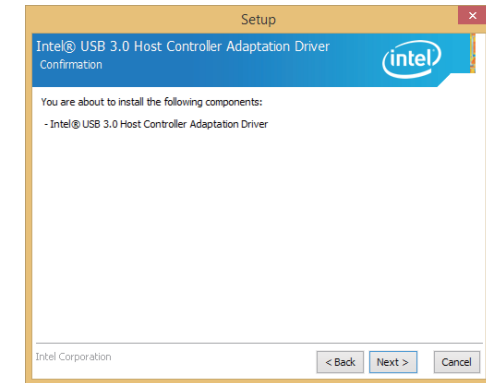 Setup
Intel® USB 3.0 Host Controller Adaptation Driver
Confirmation
intel
You are about to install the following components:
- Intel® USB 3.0 Host Controller Adaptation Driver
Intel Corporation
< Back
Next >
Cancel